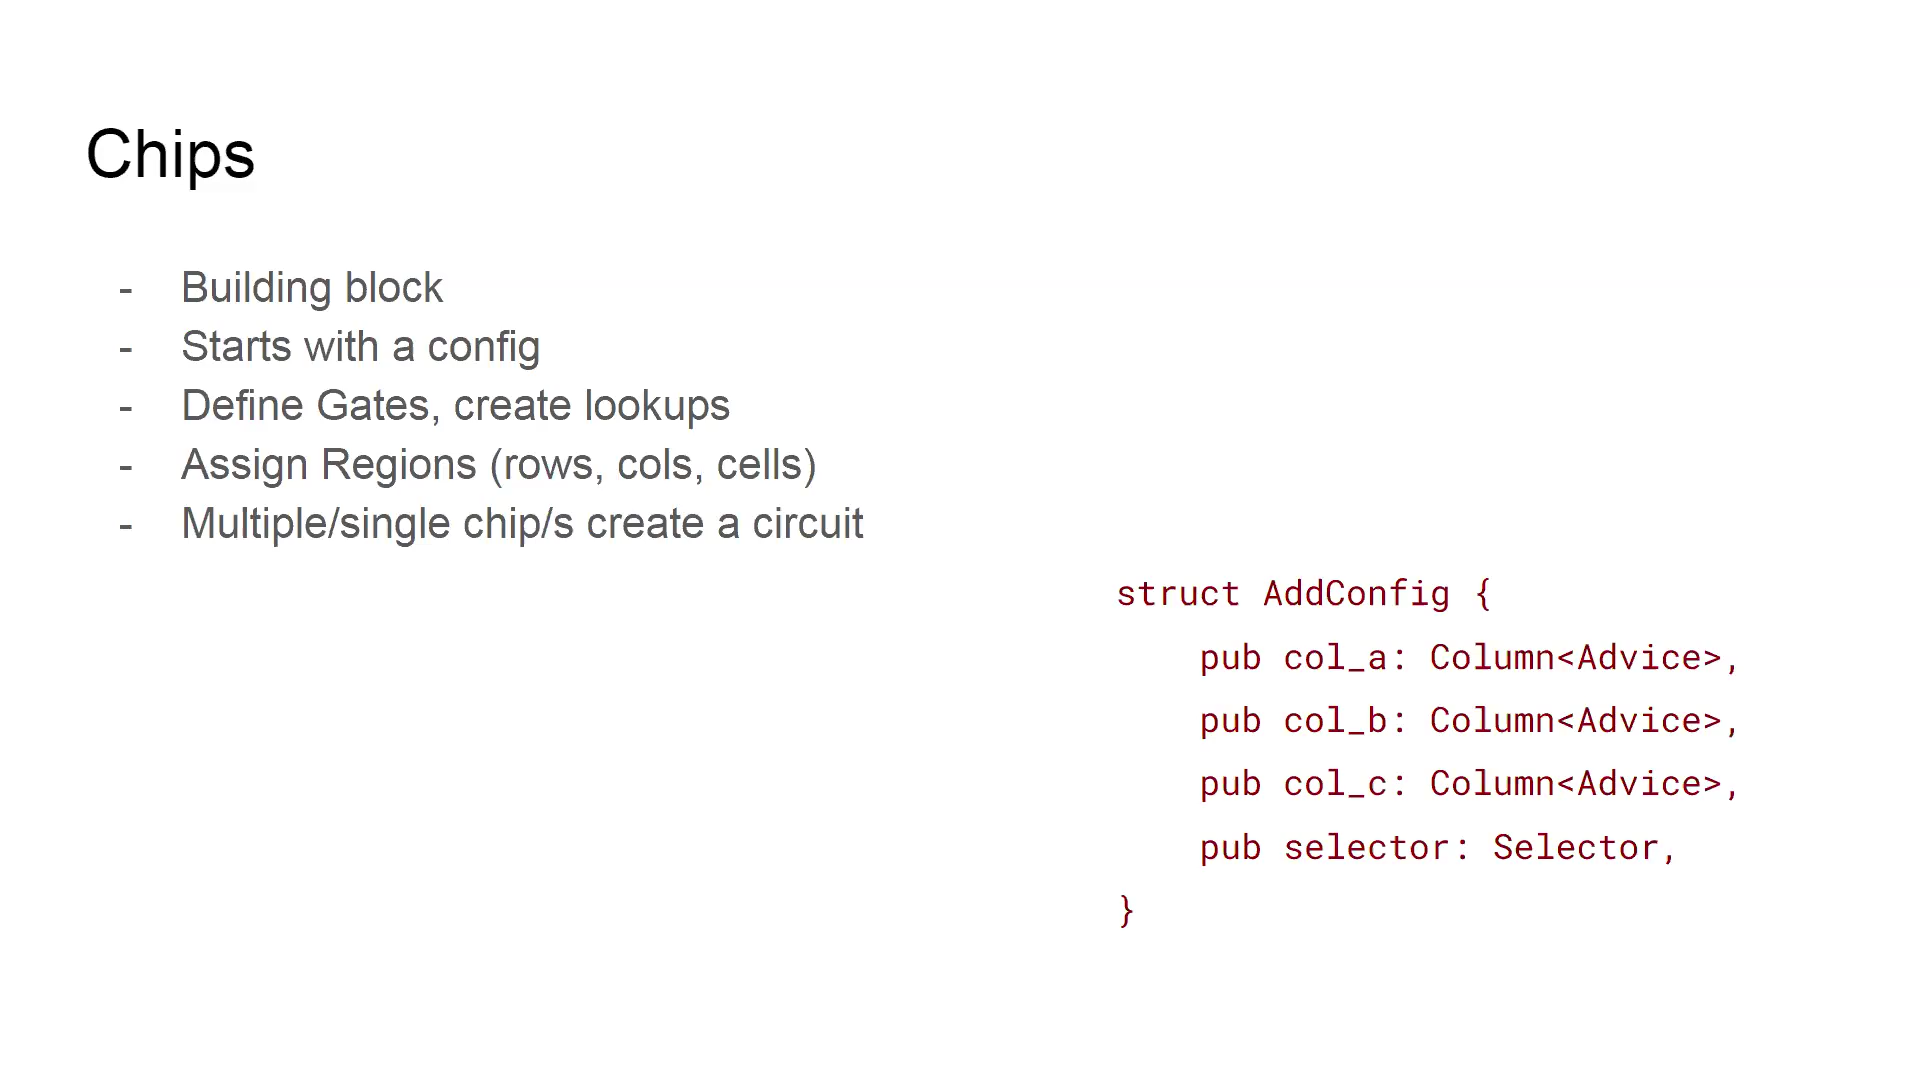 Chips
- Building block
- Starts with a config
- Define Gates, create lookups
- Assign Regions (rows, cols, cells)
- Multiple/single chip/s create a circuit
struct AddConfig {
    pub col_a: Column<Advice>,
    pub col_b: Column<Advice>,
    pub col_c: Column<Advice>,
    pub selector: Selector,
}